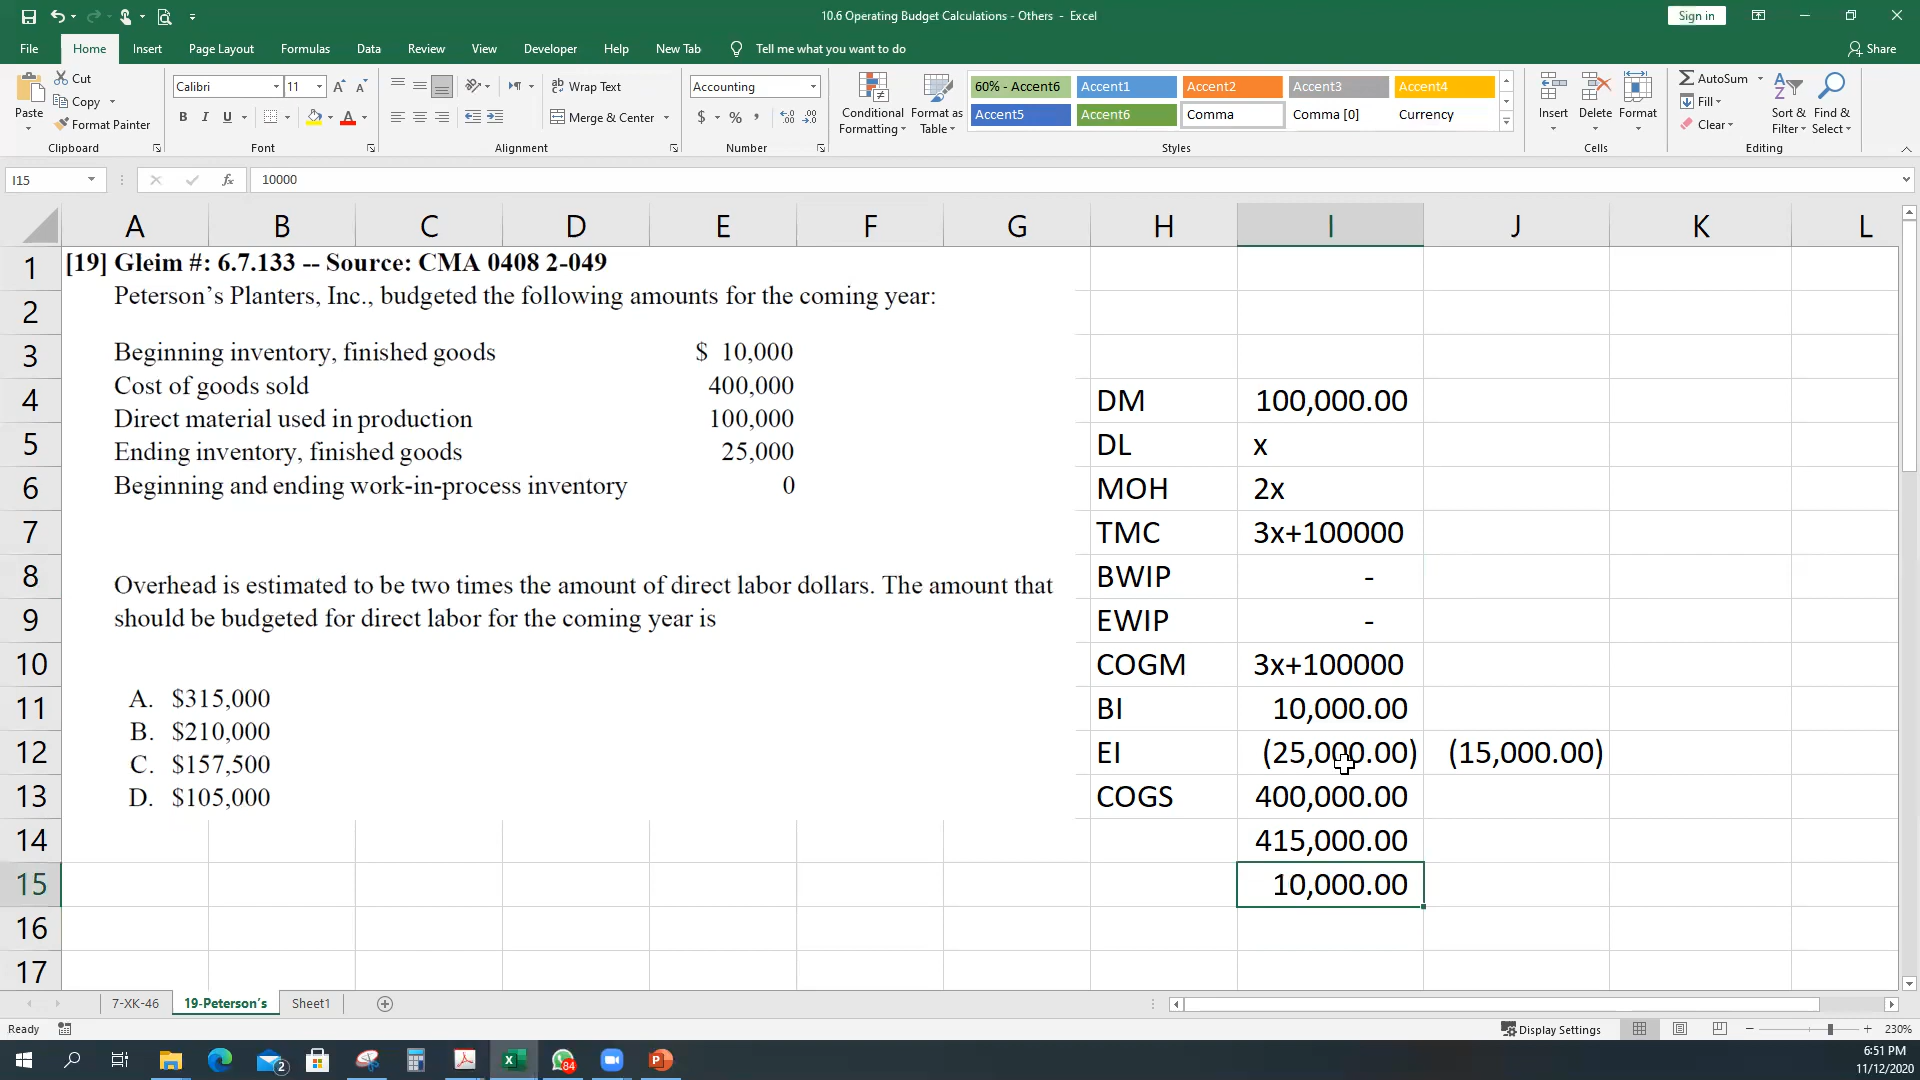 10.6 Operating Budget Calculations - Others - Excel
Sign in
File Home Insert Page Layout Formulas Data Review View Developer Help New Tab Tell me what you want to do Share
Paste
Cut
Copy
Format Painter
Clipboard
Calibri 11 A A
B I U A
Font
ab Wrap Text
Merge & Center
Alignment
Accounting
$ % ,
Number
Conditional Formatting
Format as Table
60% - Accent6 Accent1 Accent2 Accent3 Accent4
Accent5 Accent6 Comma Comma [0] Currency
Styles
Insert Delete Format
Cells
AutoSum
Fill
Clear
Sort & Filter
Find & Select
Editing
I15 fx 10000
A B C D E F G H I J K L
1 [19] Gleim #: 6.7.133 -- Source: CMA 0408 2-049
2 Peterson’s Planters, Inc., budgeted the following amounts for the coming year:
3 Beginning inventory, finished goods $ 10,000
4 Cost of goods sold 400,000 DM 100,000.00
Direct material used in production 100,000
5 Ending inventory, finished goods 25,000 DL x
6 Beginning and ending work-in-process inventory 0 MOH 2x
7 TMC 3x+100000
8 Overhead is estimated to be two times the amount of direct labor dollars. The amount that BWIP -
9 should be budgeted for direct labor for the coming year is EWIP -
10 COGM 3x+100000
11 A. $315,000 BI 10,000.00
B. $210,000
12 C. $157,500 EI (25,000.00) (15,000.00)
13 D. $105,000 COGS 400,000.00
14 415,000.00
15 10,000.00
16
17
7-XK-46 19-Peterson's Sheet1
Ready Display Settings 230%
2 84
6:51 PM
11/12/2020